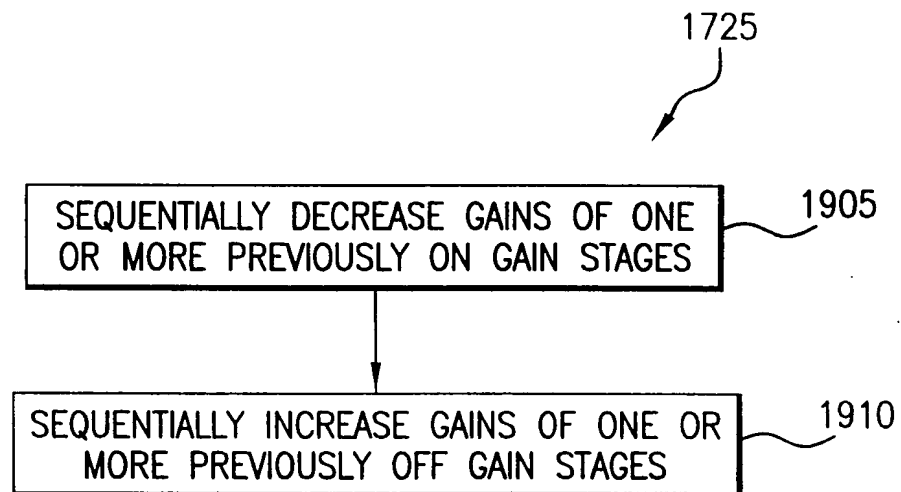 1725
SEQUENTIALLY DECREASE GAINS OF ONE
OR MORE PREVIOUSLY ON GAIN STAGES
1905
SEQUENTIALLY INCREASE GAINS OF ONE OR
MORE PREVIOUSLY OFF GAIN STAGES
1910